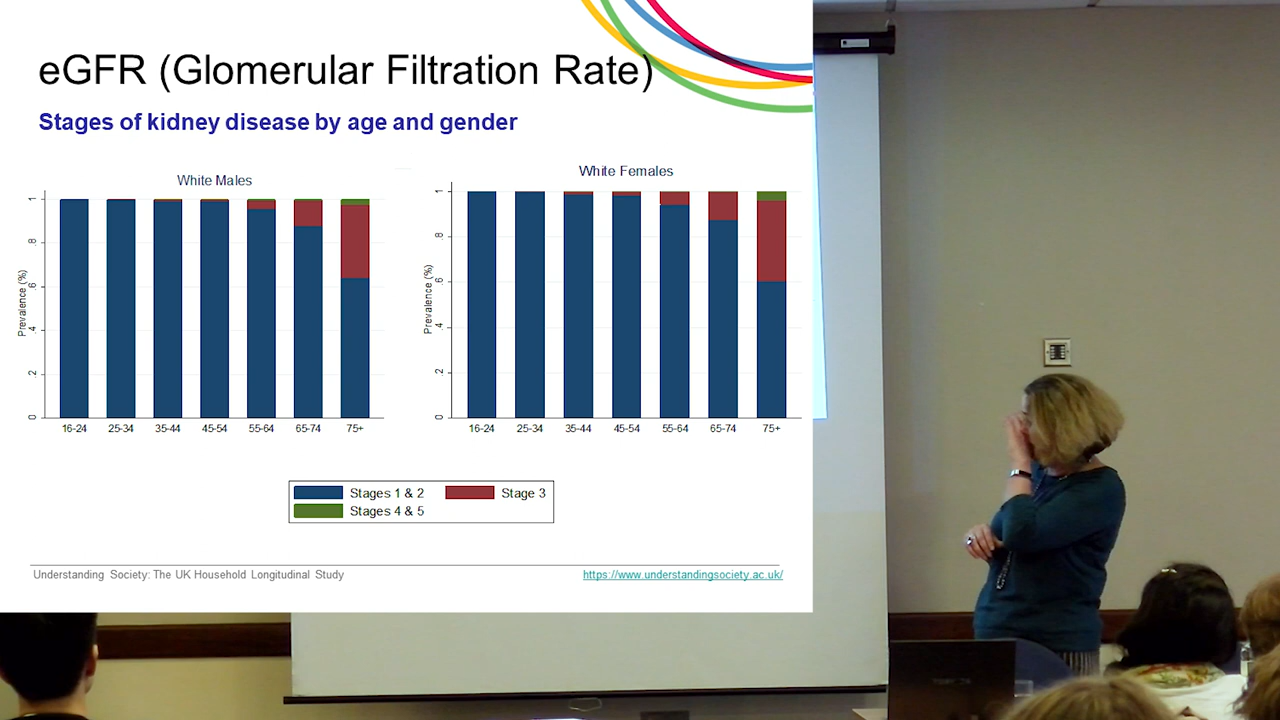 eGFR (Glomerular Filtration Rate)
Stages of kidney disease by age and gender
White Males
Prevalence (%)
1
.8
.6
.4
.2
0
16-24 25-34 35-44 45-54 55-64 65-74 75+
White Females
Prevalence (%)
1
.8
.6
.4
.2
0
16-24 25-34 35-44 45-54 55-64 65-74 75+
Stages 1 & 2 Stage 3
Stages 4 & 5
Understanding Society: The UK Household Longitudinal Study https://www.understandingsociety.ac.uk/